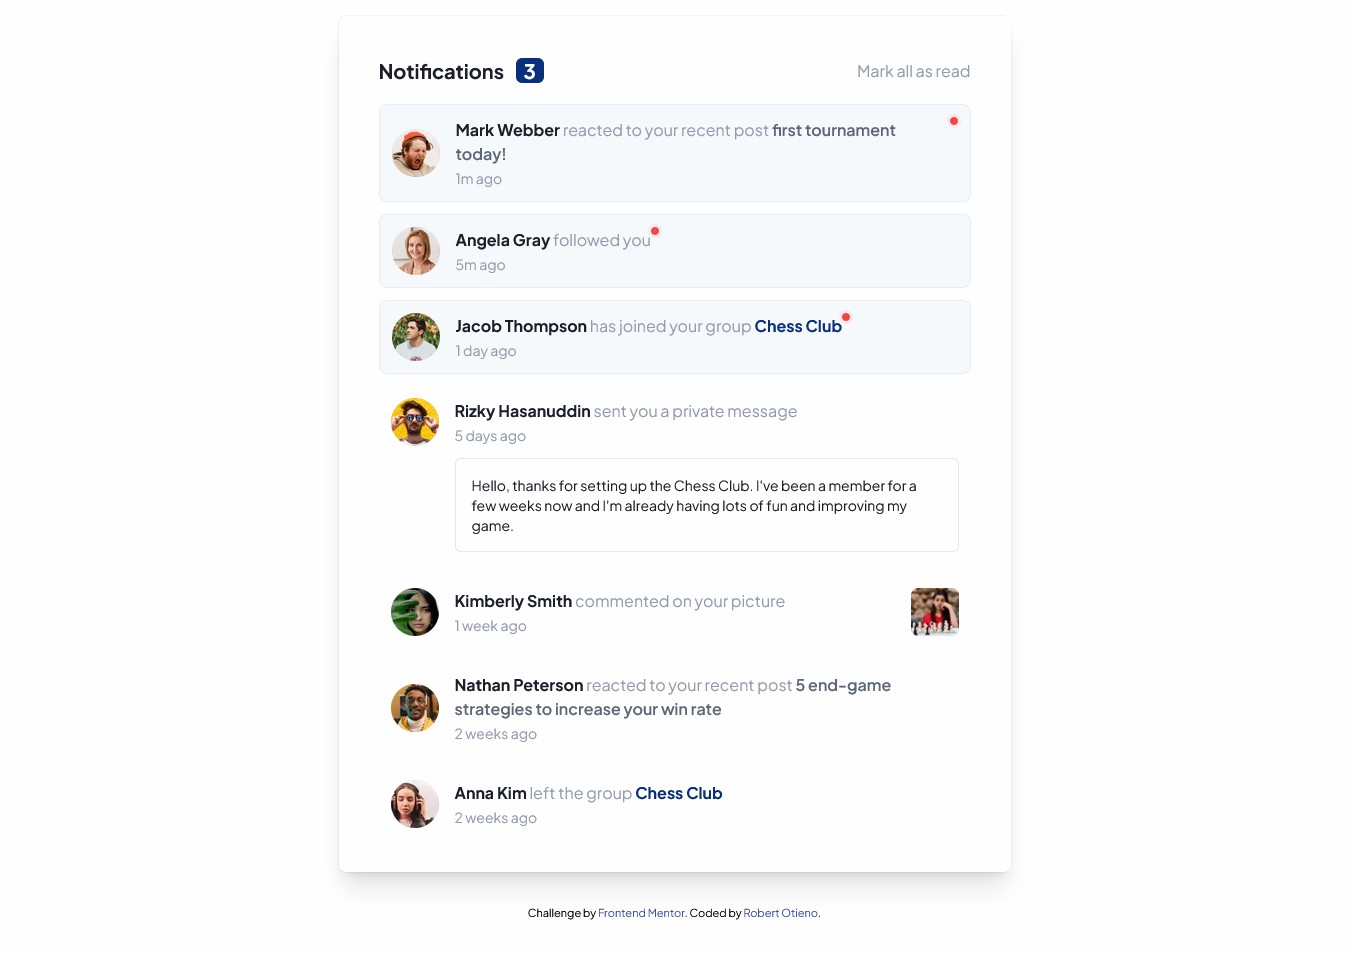 Notifications 3 Mark all as read
Mark Webber reacted to your recent post first tournament
today!
1m ago
Angela Gray followed you
5m ago
Jacob Thompson has joined your group Chess Club
1 day ago
Rizky Hasanuddin sent you a private message
5 days ago
Hello, thanks for setting up the Chess Club. I've been a member for a
few weeks now and I'm already having lots of fun and improving my
game.
Kimberly Smith commented on your picture
1 week ago
Nathan Peterson reacted to your recent post 5 end-game
strategies to increase your win rate
2 weeks ago
Anna Kim left the group Chess Club
2 weeks ago
Challenge by Frontend Mentor. Coded by Robert Otieno.